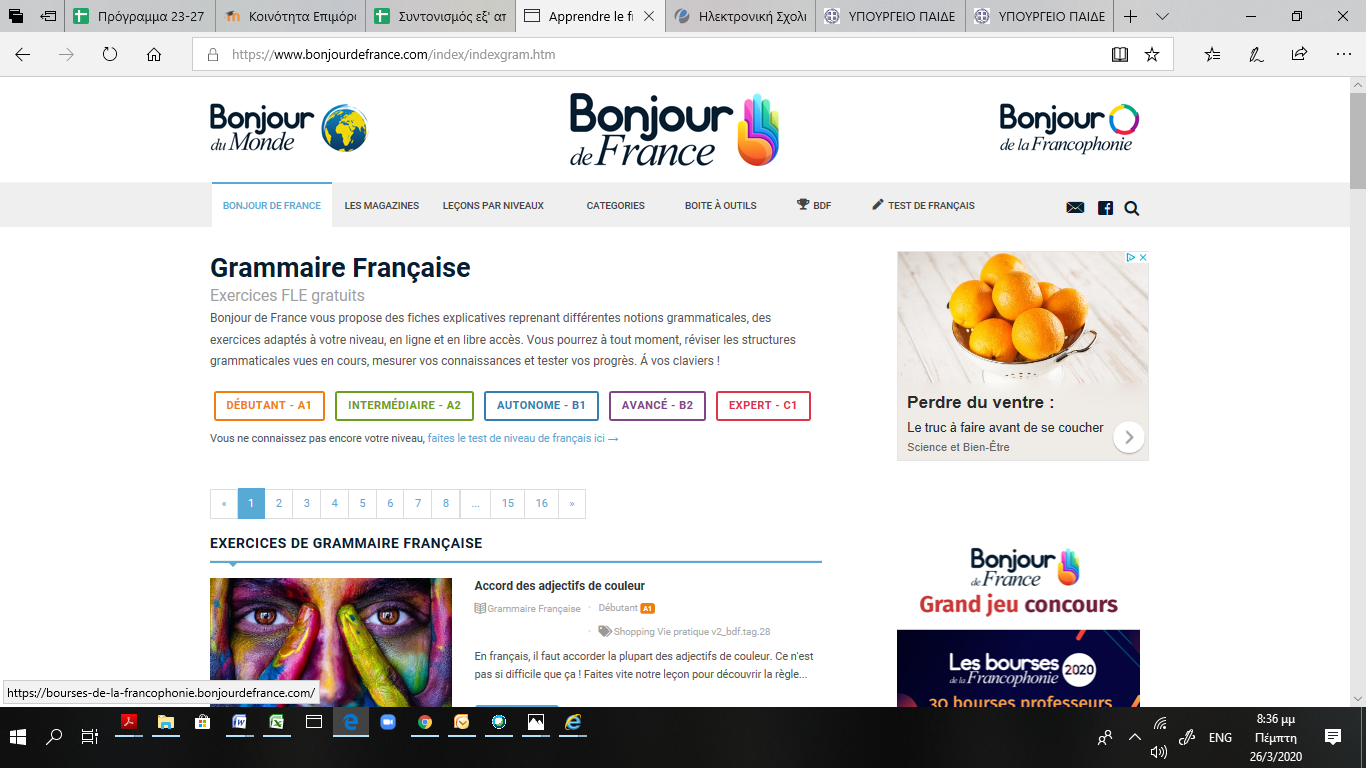 Πρόγραμμα 23-27
Κοινότητα Επιμόρφ
Συντονισμός εξ' απ
Apprendre le f
Ηλεκτρονική Σχολι
ΥΠΟΥΡΓΕΙΟ ΠΑΙΔΕ
ΥΠΟΥΡΓΕΙΟ ΠΑΙΔΕ
https://www.bonjourdefrance.com/index/indexgram.htm
Bonjour du Monde
Bonjour de France
Bonjour de la Francophonie
BONJOUR DE FRANCE
LES MAGAZINES
LEÇONS PAR NIVEAUX
CATEGORIES
BOITE À OUTILS
BDF
TEST DE FRANÇAIS
Grammaire Française
Exercices FLE gratuits
Bonjour de France vous propose des fiches explicatives reprenant différentes notions grammaticales, des
exercices adaptés à votre niveau, en ligne et en libre accès. Vous pourrez à tout moment, réviser les structures
grammaticales vues en cours, mesurer vos connaissances et tester vos progrès. Á vos claviers !
DÉBUTANT - A1
INTERMÉDIAIRE - A2
AUTONOME - B1
AVANCÉ - B2
EXPERT - C1
Vous ne connaissez pas encore votre niveau, faites le test de niveau de français ici →
« 1 2 3 4 5 6 7 8 ... 15 16 »
EXERCICES DE GRAMMAIRE FRANÇAISE
Accord des adjectifs de couleur
Grammaire Française · Débutant A1
· Shopping Vie pratique v2_bdf.tag.28
En français, il faut accorder la plupart des adjectifs de couleur. Ce n'est
pas si difficile que ça ! Faites vite notre leçon pour découvrir la règle...
Perdre du ventre :
Le truc à faire avant de se coucher
Science et Bien-Être
Bonjour de France
Grand jeu concours
Les bourses 2020
de la Francophonie
30 bourses professeurs
https://bourses-de-la-francophonie.bonjourdefrance.com/
ENG
8:36 μμ
Πέμπτη
26/3/2020